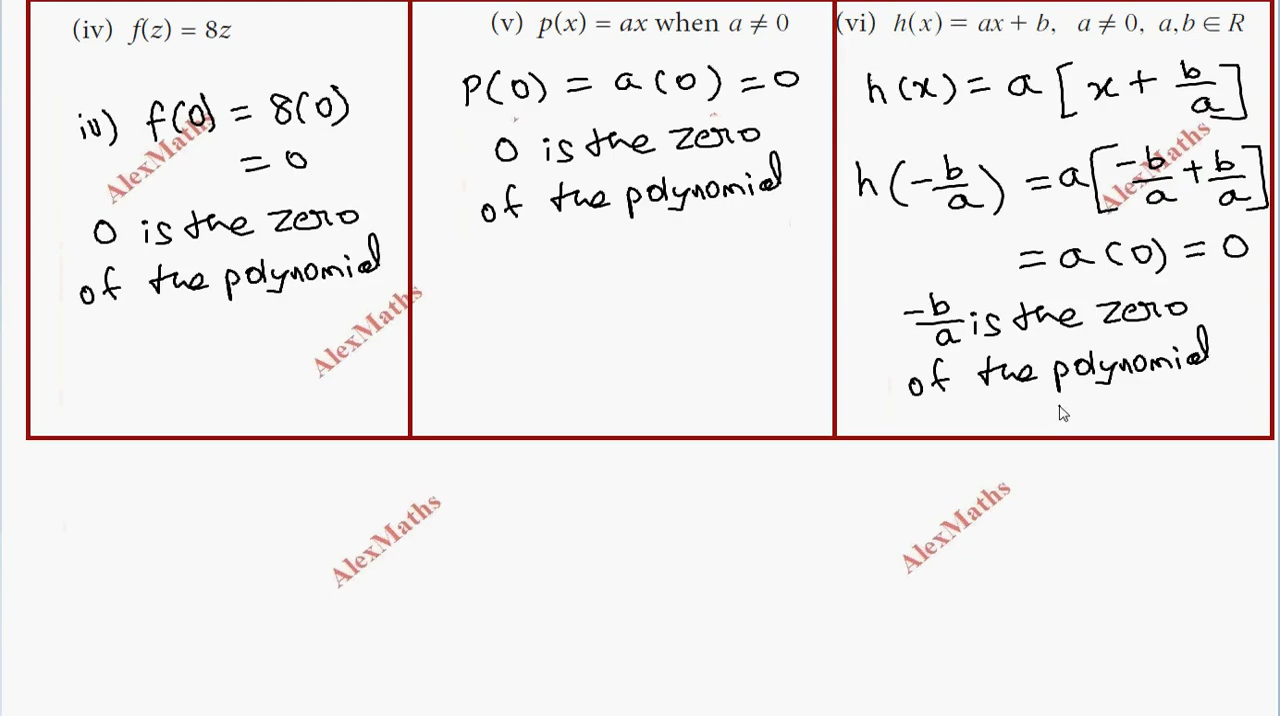 (iv) f(z) = 8z
iv) f(0) = 8(0)
= 0
0 is the zero
of the polynomial
(v) p(x) = ax when a ≠ 0
P(0) = a(0) = 0
0 is the zero
of the polynomial
(vi) h(x) = ax + b, a ≠ 0, a,b ∈ R
h(x) = a[x + b/a]
h(-b/a) = a[-b/a + b/a]
= a(0) = 0
-b/a is the zero
of the polynomial
AlexMaths
AlexMaths
AlexMaths
AlexMaths
AlexMaths